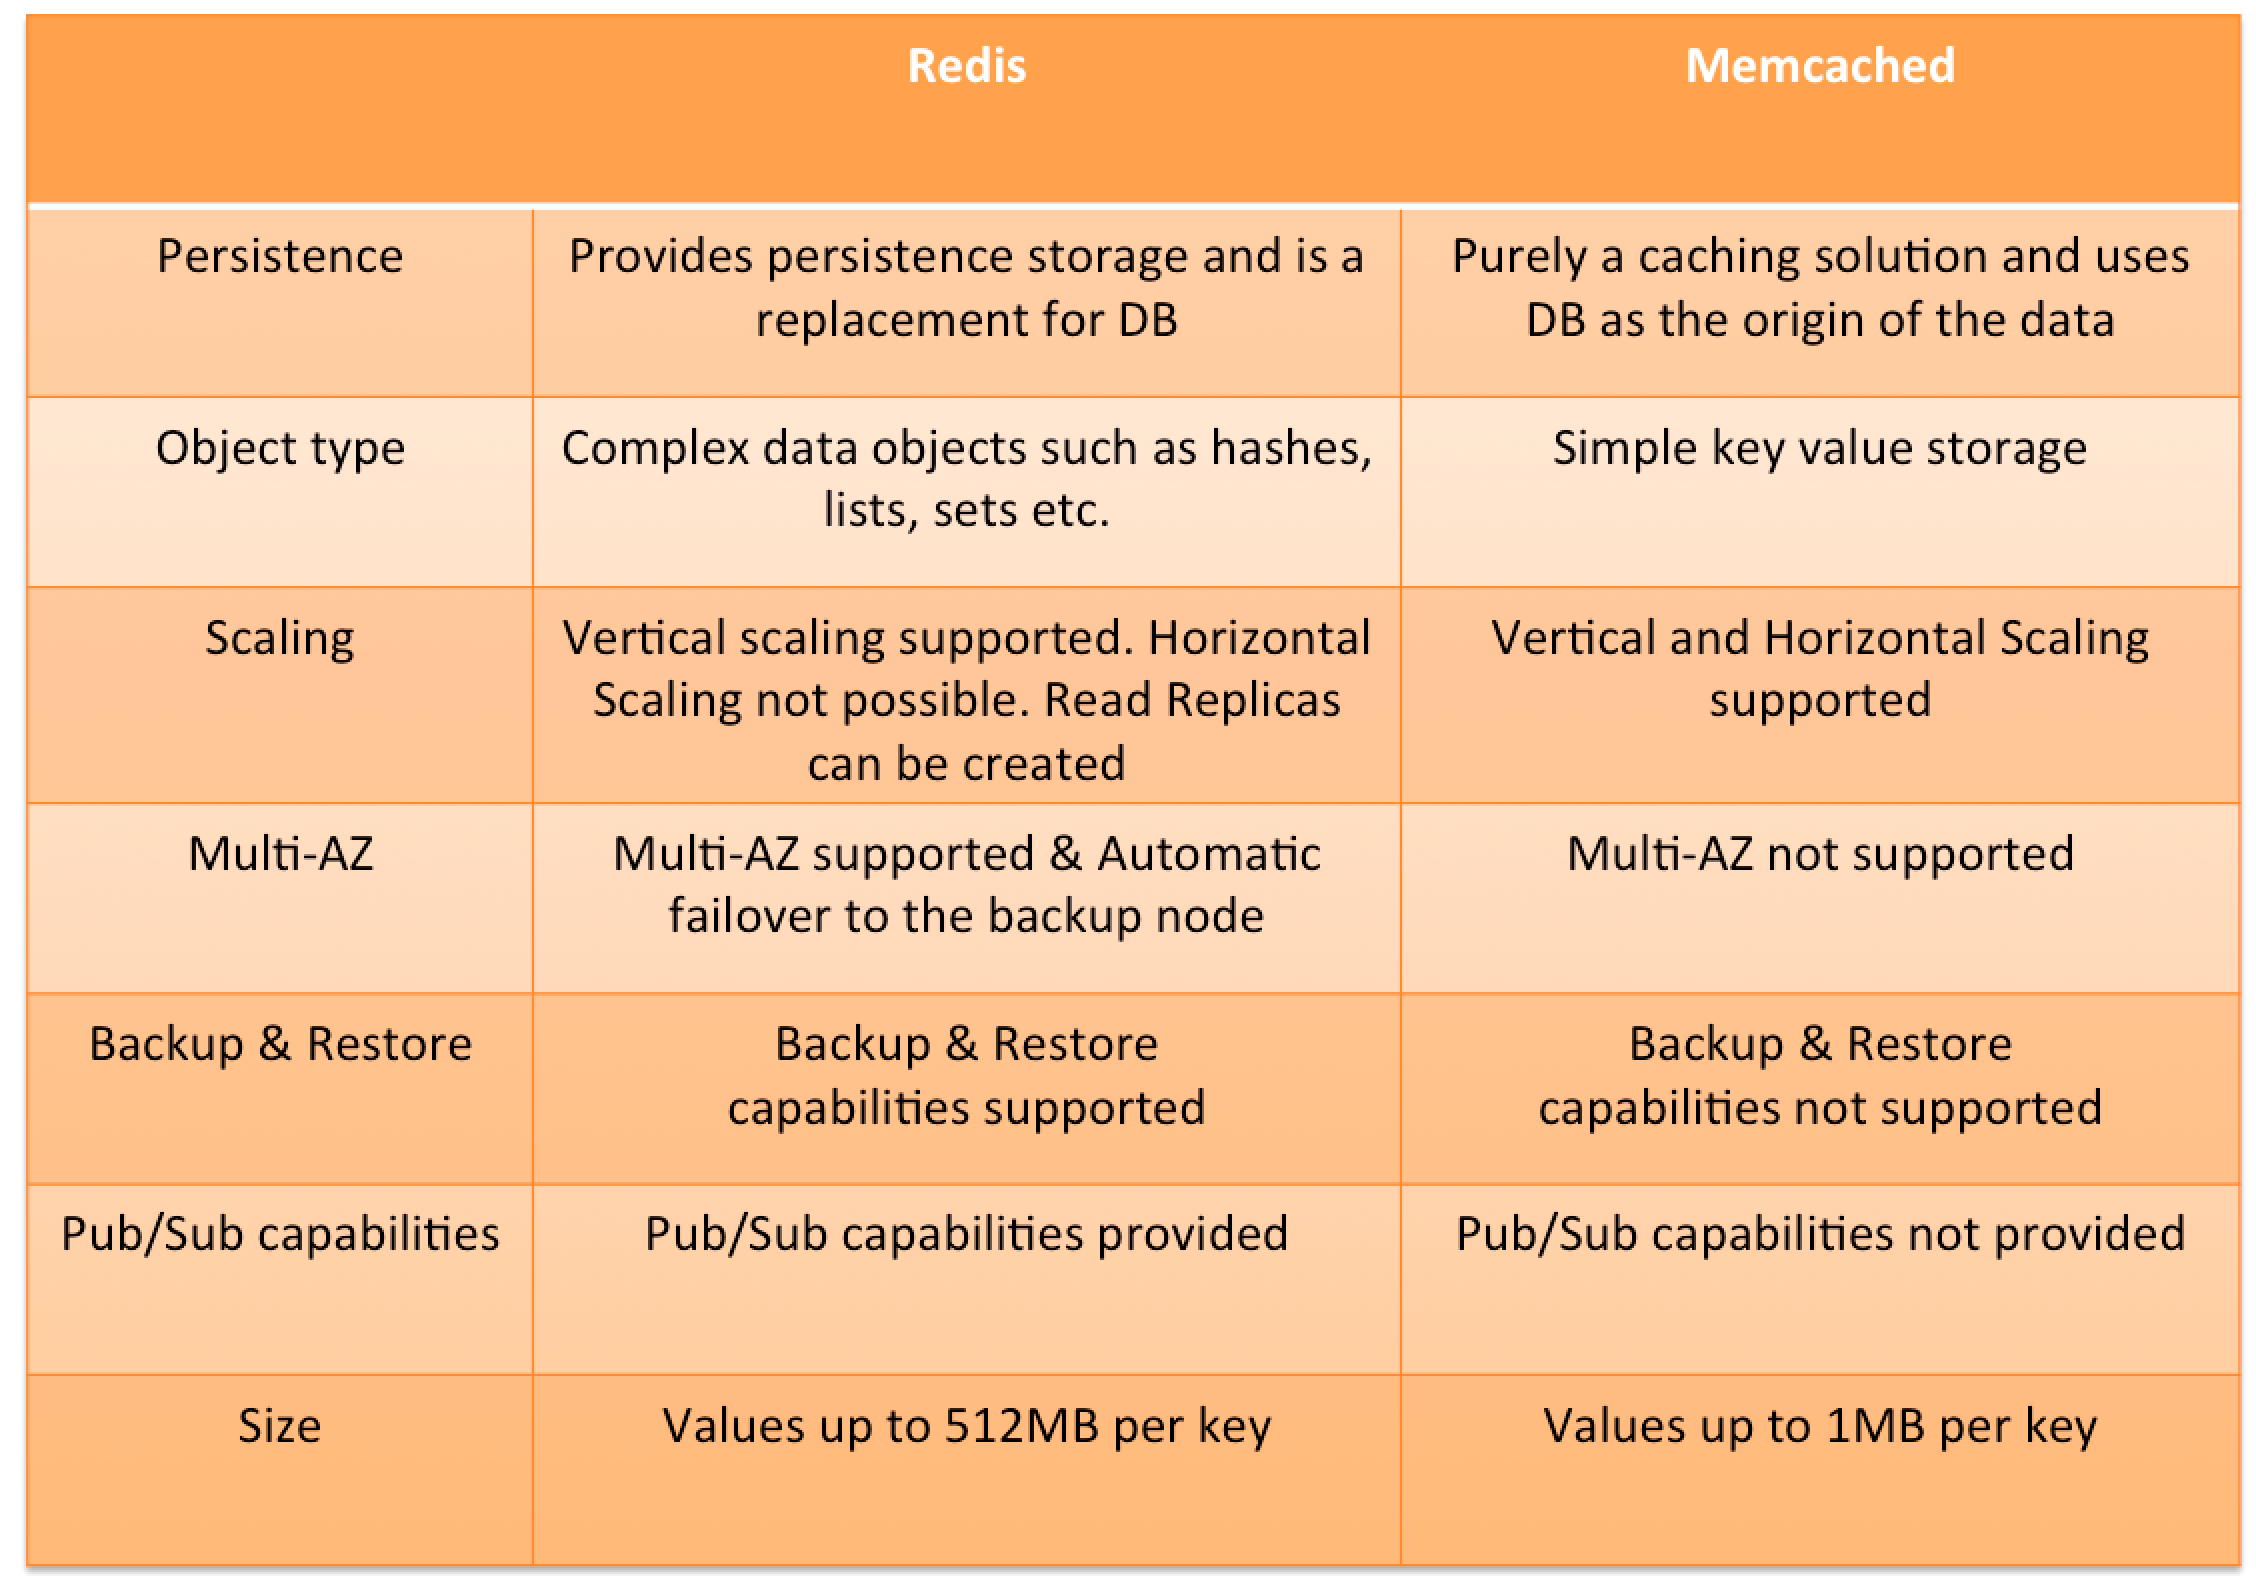 Redis
Memcached
Persistence
Provides persistence storage and is a
replacement for DB
Purely a caching solution and uses
DB as the origin of the data
Object type
Complex data objects such as hashes,
lists, sets etc.
Simple key value storage
Scaling
Vertical scaling supported. Horizontal
Scaling not possible. Read Replicas
can be created
Vertical and Horizontal Scaling
supported
Multi-AZ
Multi-AZ supported & Automatic
failover to the backup node
Multi-AZ not supported
Backup & Restore
Backup & Restore
capabilities supported
Backup & Restore
capabilities not supported
Pub/Sub capabilities
Pub/Sub capabilities provided
Pub/Sub capabilities not provided
Size
Values up to 512MB per key
Values up to 1MB per key